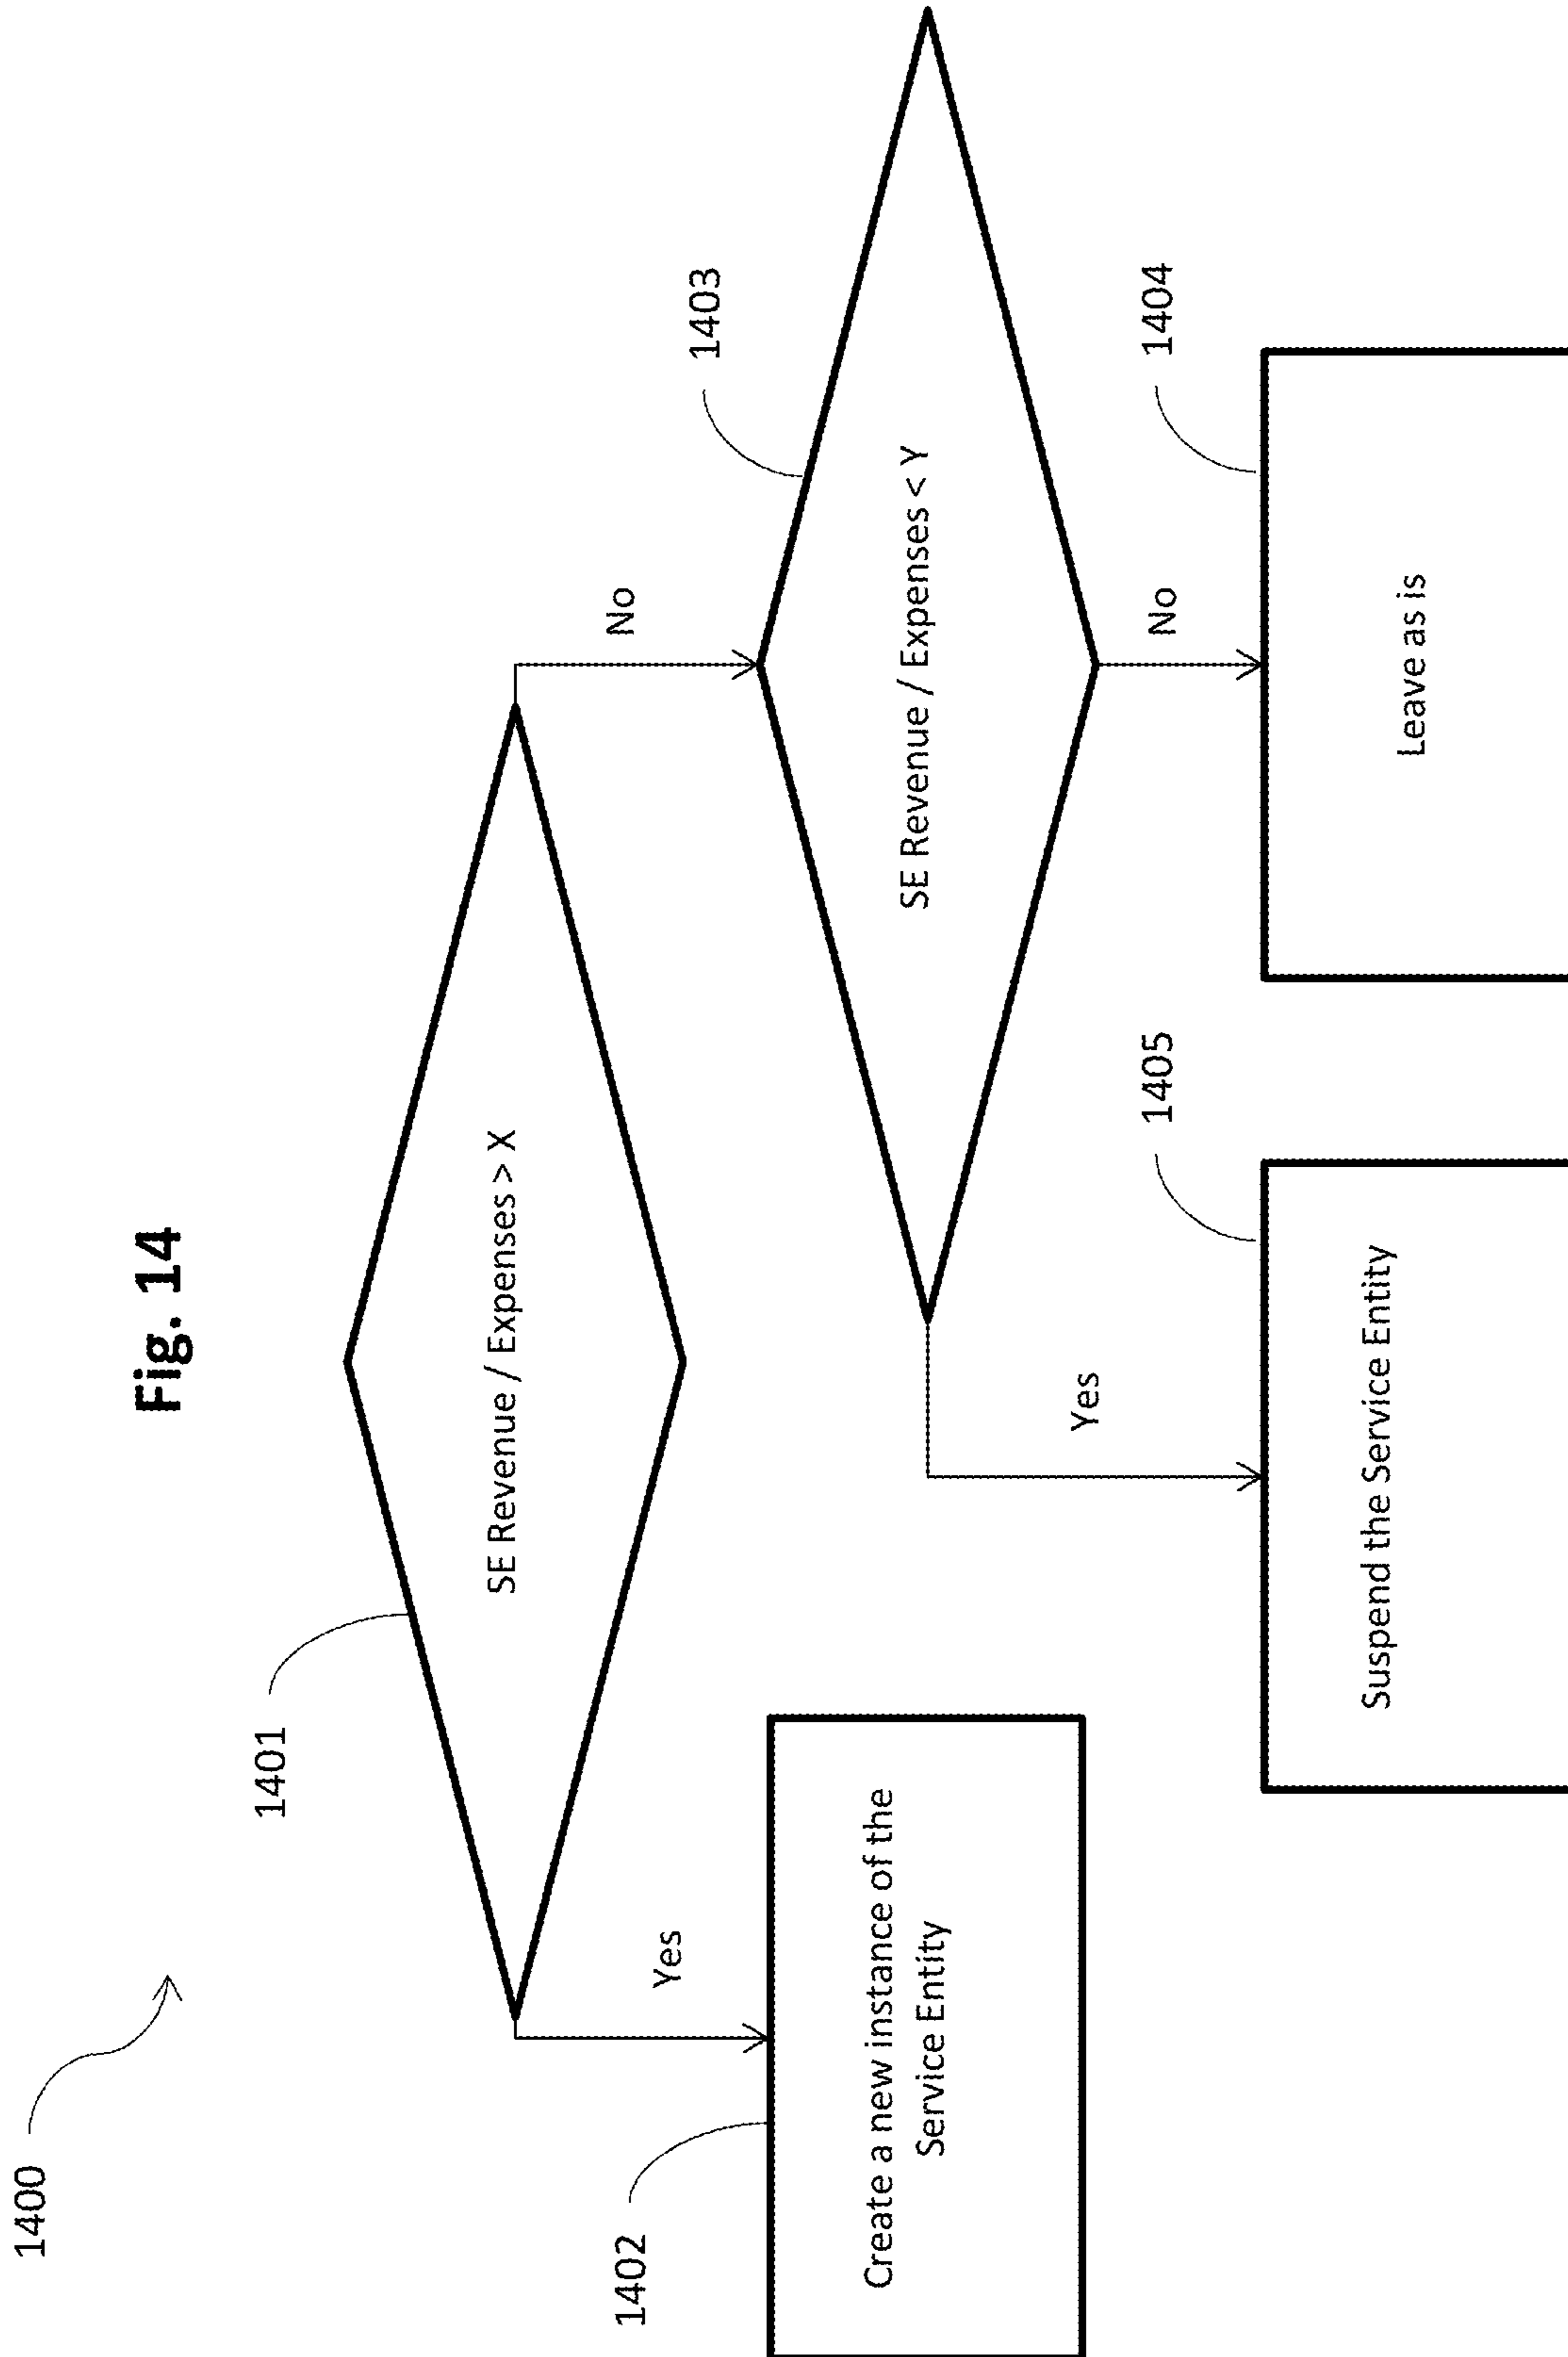 Fig. 14
1400
1401
SE Revenue / Expenses > X
Yes
No
1402
Create a new instance of the
Service Entity
1403
SE Revenue / Expenses < Y
Yes
No
1405
Suspend the Service Entity
1404
Leave as is